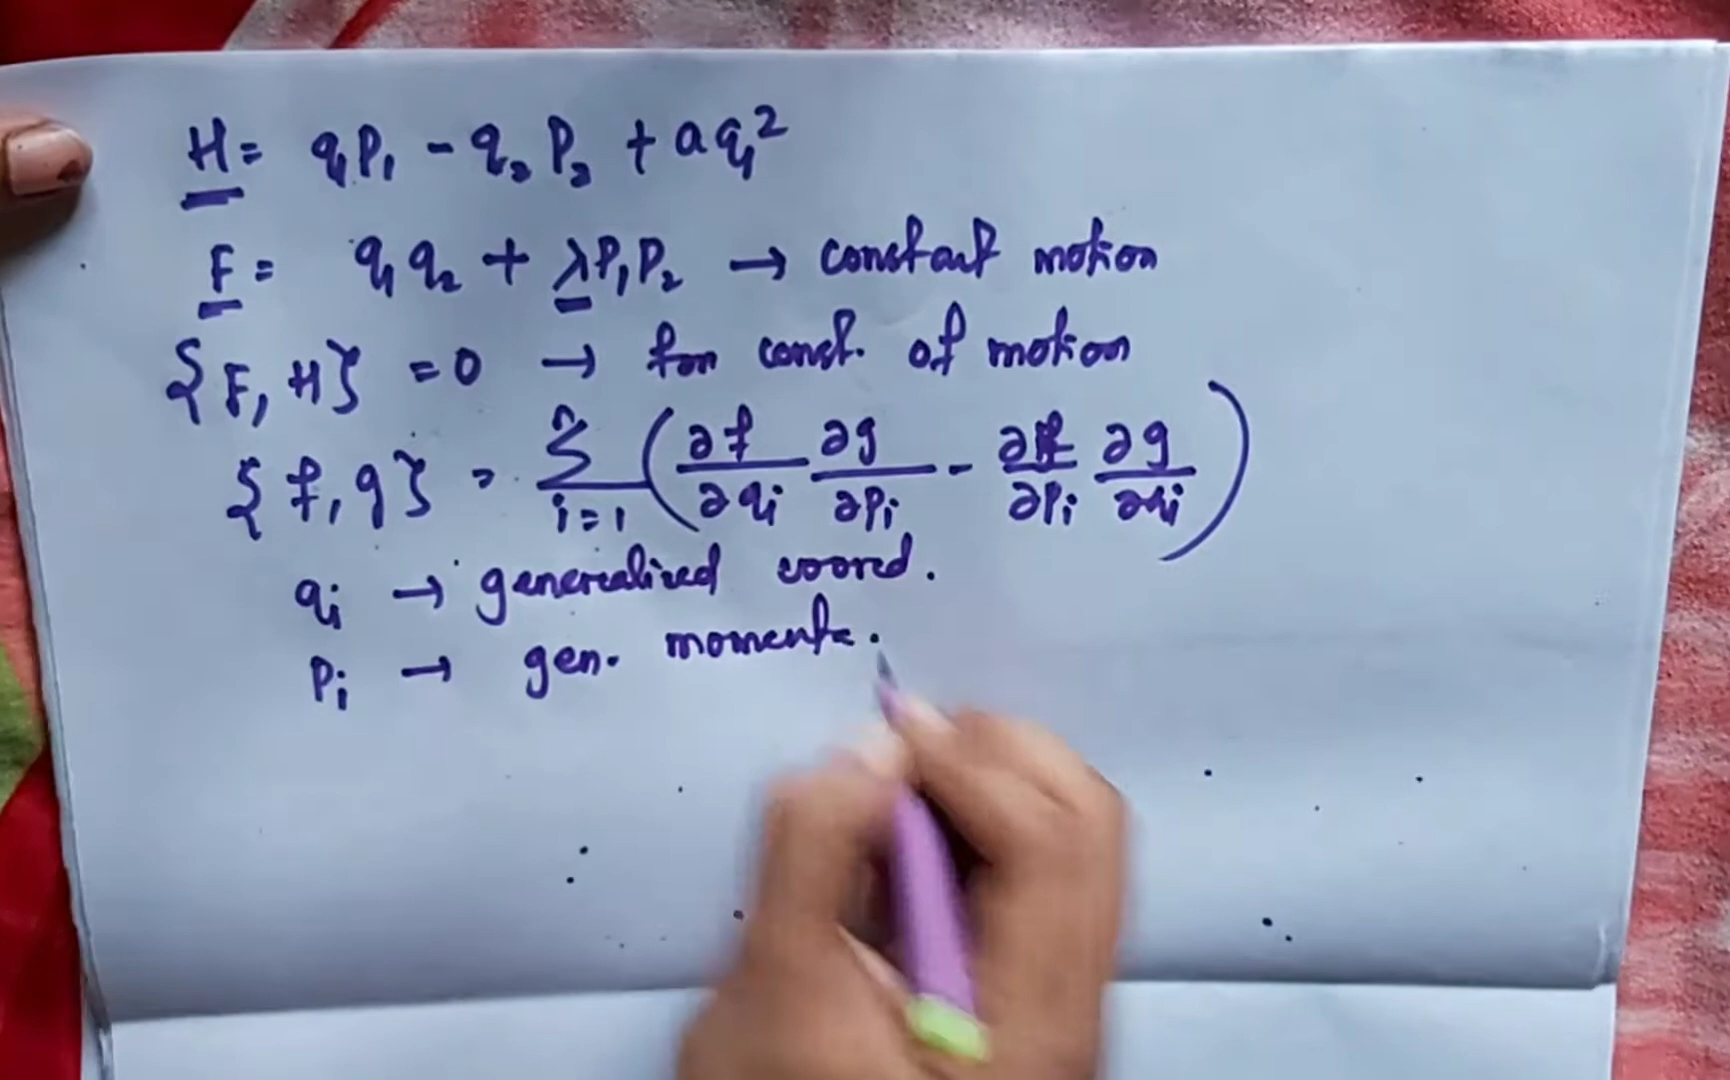 H = q₁p₁ - q₂p₂ + aq₁²
F = q₁q₂ + λp₁p₂ → constant motion
{F, H} = 0 → for const. of motion
{f, g} = Σⁿᵢ₌₁ (∂f/∂qᵢ ∂g/∂pᵢ - ∂f/∂pᵢ ∂g/∂qᵢ)
qᵢ → generalized coord.
pᵢ → gen. momenta.